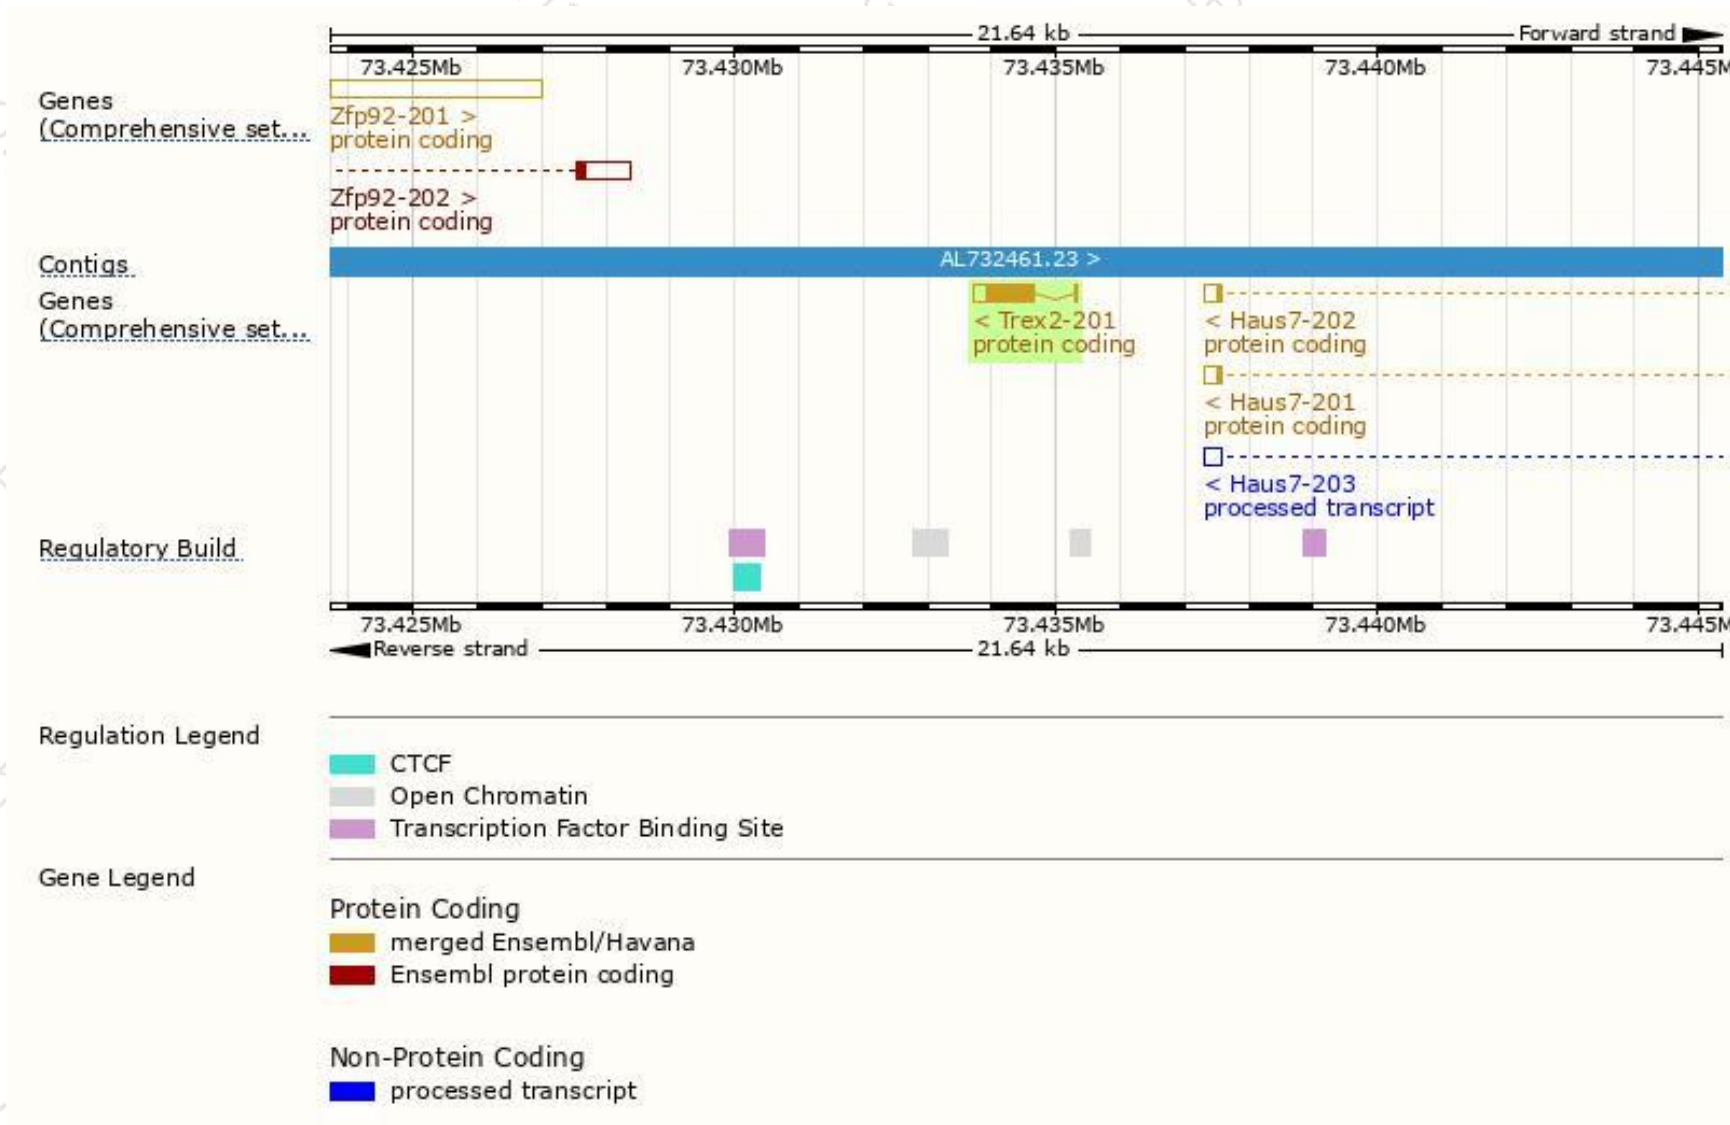 21.64 kb Forward strand
73.425Mb 73.430Mb 73.435Mb 73.440Mb 73.445M
Genes
(Comprehensive set...
Zfp92-201 >
protein coding
Zfp92-202 >
protein coding
Contigs
AL732461.23 >
Genes
(Comprehensive set...
< Trex2-201
protein coding
< Haus7-202
protein coding
< Haus7-201
protein coding
< Haus7-203
processed transcript
Regulatory Build
73.425Mb 73.430Mb 73.435Mb 73.440Mb 73.445M
Reverse strand 21.64 kb
Regulation Legend
CTCF
Open Chromatin
Transcription Factor Binding Site
Gene Legend
Protein Coding
merged Ensembl/Havana
Ensembl protein coding
Non-Protein Coding
processed transcript